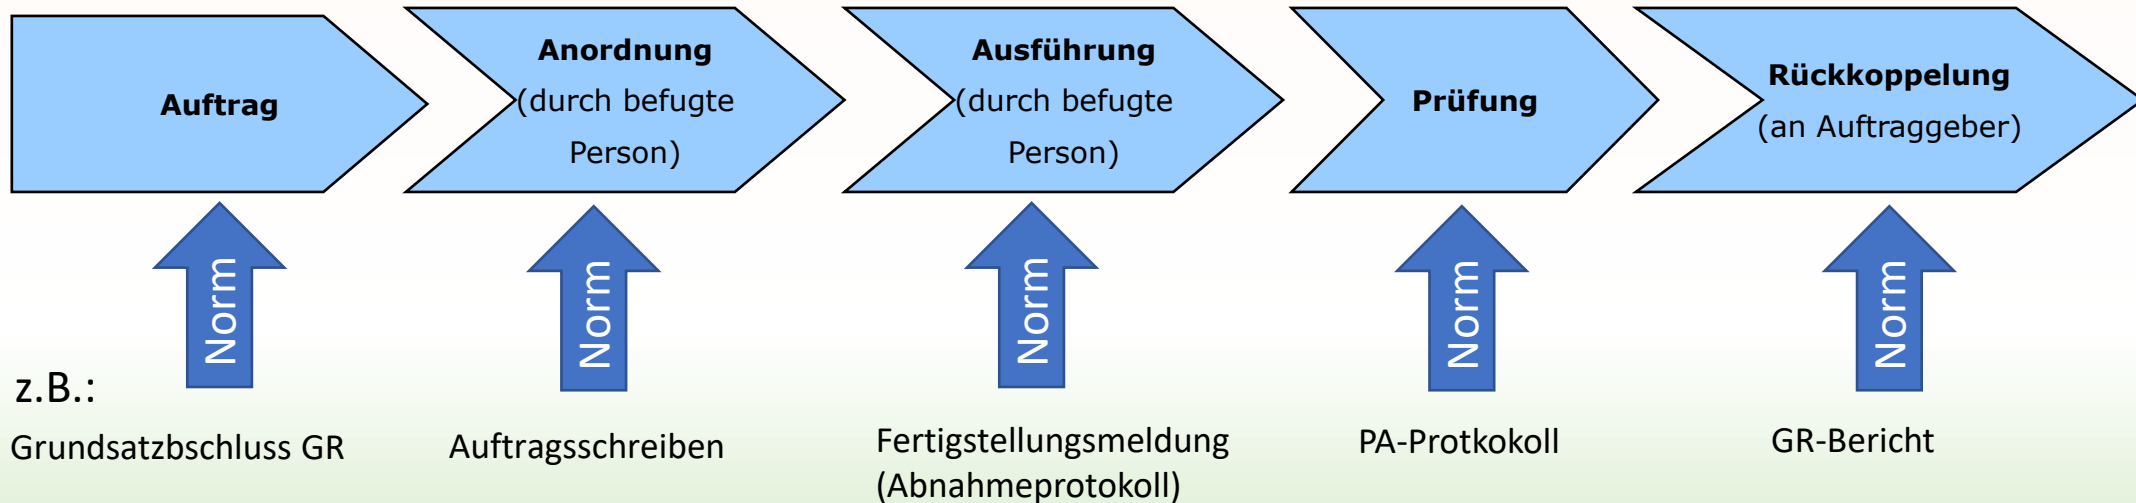 Auftrag
Anordnung
(durch befugte
Person)
Ausführung
(durch befugte
Person)
Prüfung
Rückkoppelung
(an Auftraggeber)
Norm
Norm
Norm
Norm
Norm
z.B.:
Grundsatzbschluss GR
Auftragsschreiben
Fertigstellungsmeldung
(Abnahmeprotokoll)
PA-Protkokoll
GR-Bericht